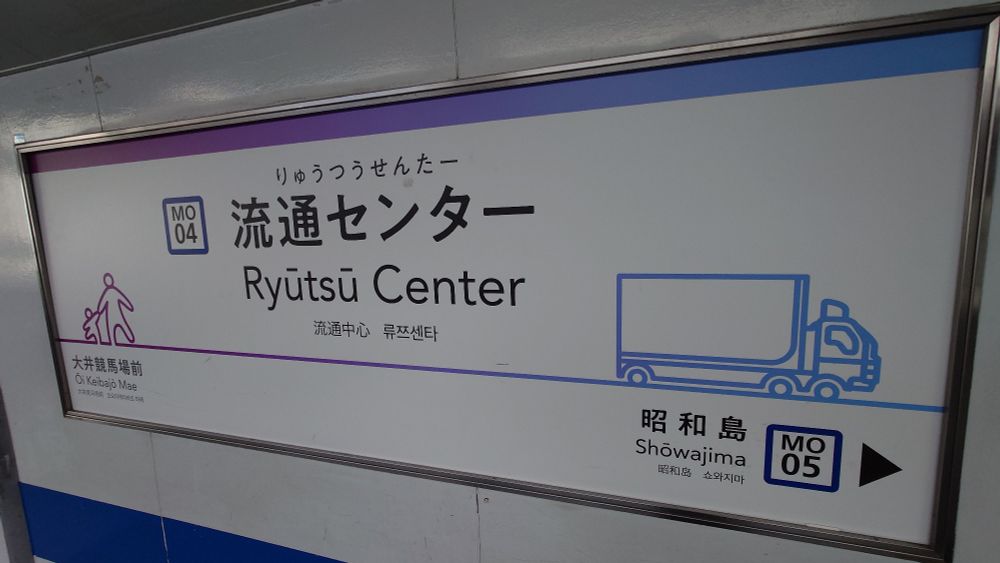 りゅうつうせんたー
MO
04
流通センター
Ryūtsū Center
流通中心 류쯔센타
大井競馬場前
Ōi Keibajō Mae
昭和島
Shōwajima
昭和岛 쇼와지마
MO
05